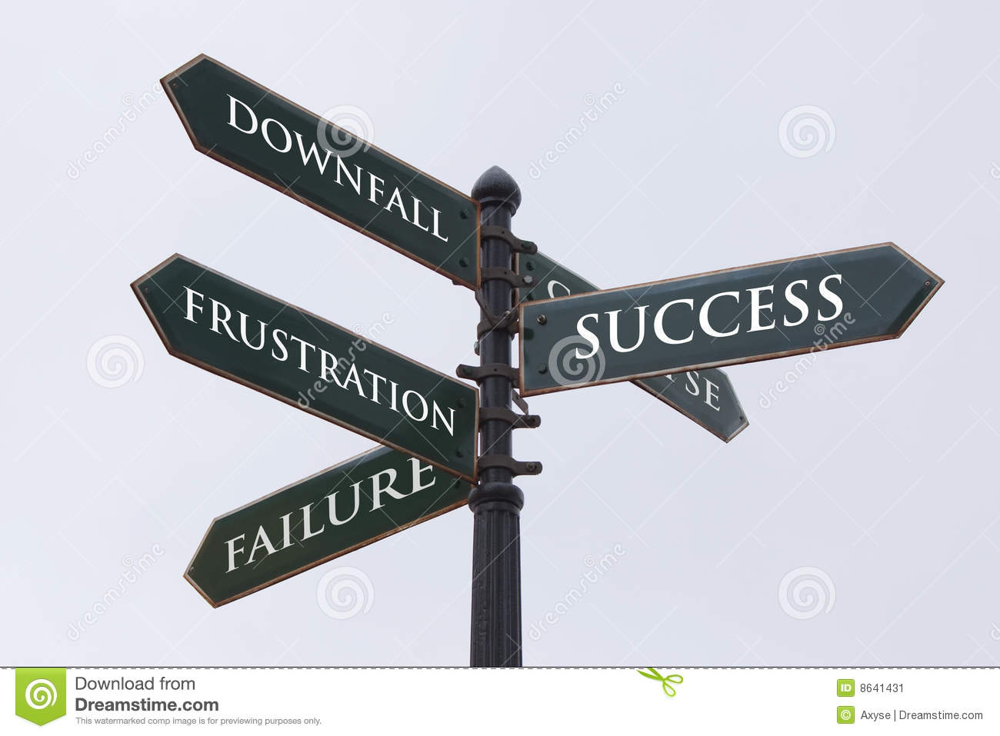 DOWNFALL
FRUSTRATION
SUCCESS
FAILURE
dreamstime
Download from
Dreamstime.com
This watermarked comp image is for previewing purposes only.
ID 8641431
© Axyse | Dreamstime.com